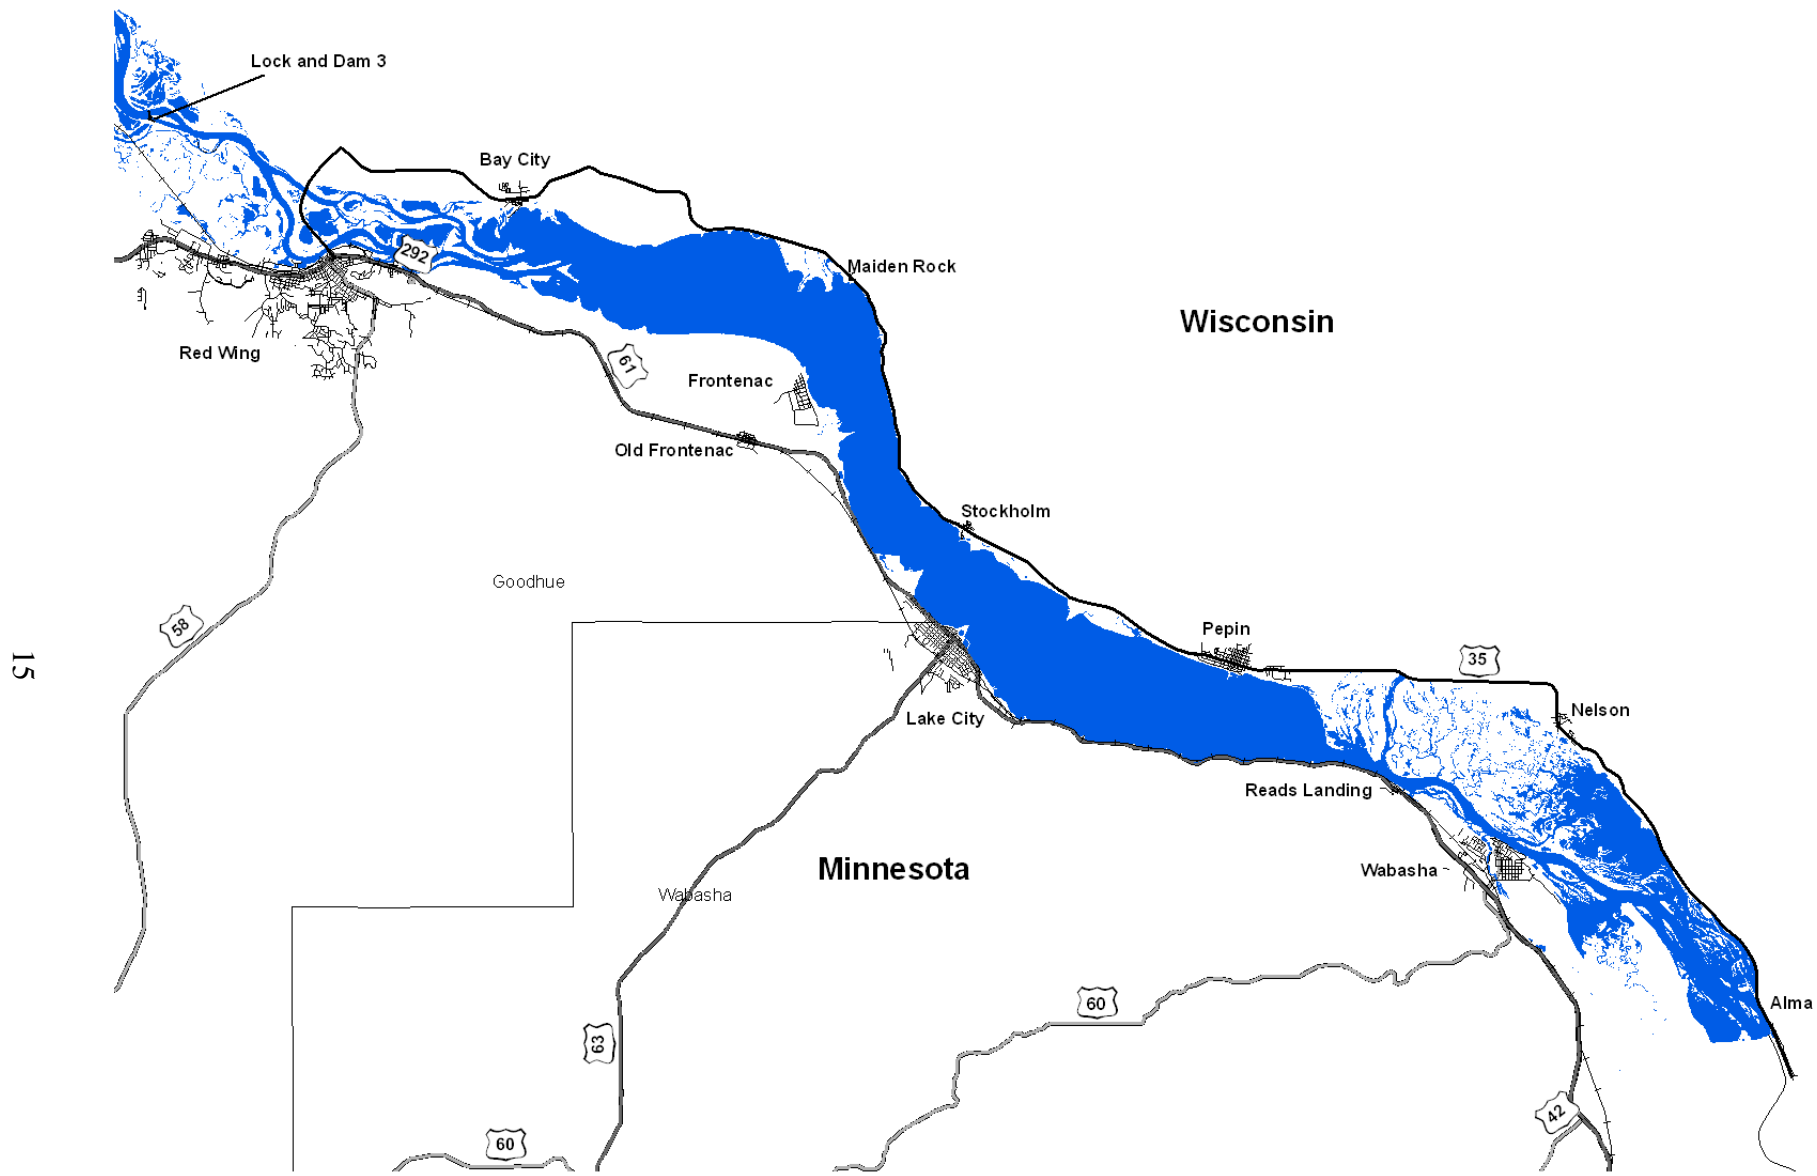 Lock and Dam 3
Bay City
292
Maiden Rock
Wisconsin
Red Wing
61
Frontenac
Old Frontenac
Stockholm
Goodhue
58
Pepin
15
35
Lake City
Nelson
Reads Landing
Minnesota
Wabasha
Wabasha
60
Alma
63
42
60